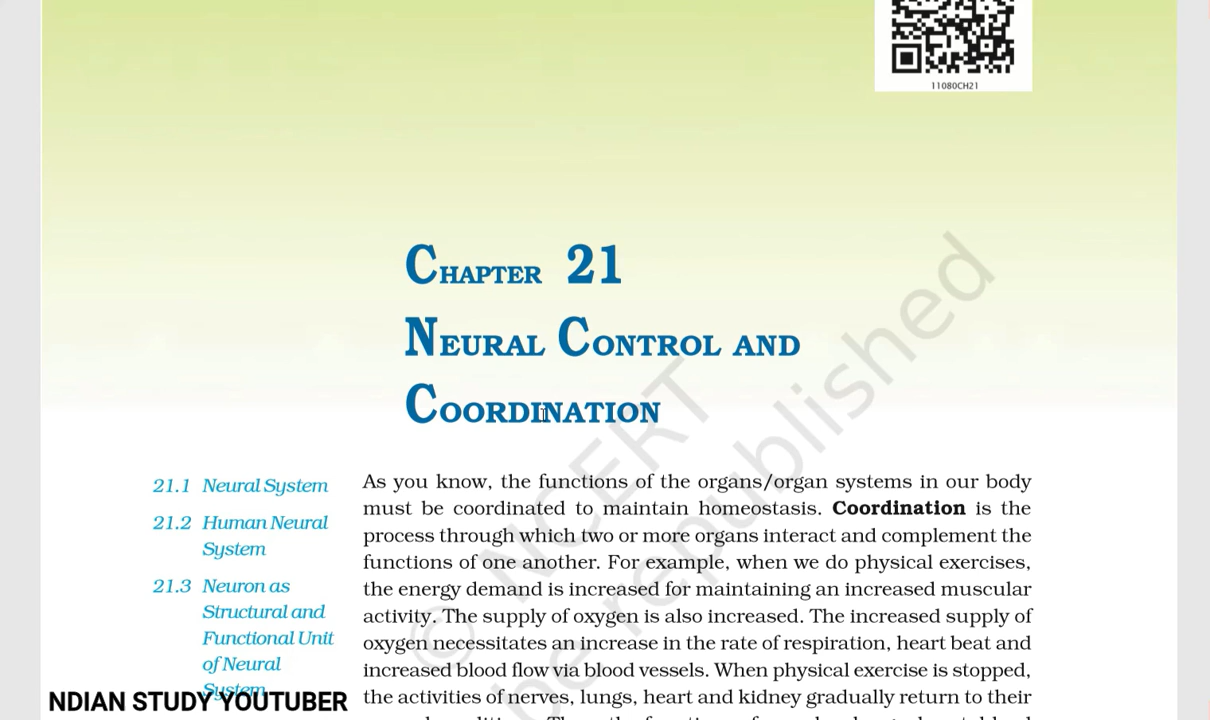 11080CH21
CHAPTER 21
NEURAL CONTROL AND
COORDINATION
21.1 Neural System
21.2 Human Neural
System
21.3 Neuron as
Structural and
Functional Unit
of Neural
System
As you know, the functions of the organs/organ systems in our body
must be coordinated to maintain homeostasis. Coordination is the
process through which two or more organs interact and complement the
functions of one another. For example, when we do physical exercises,
the energy demand is increased for maintaining an increased muscular
activity. The supply of oxygen is also increased. The increased supply of
oxygen necessitates an increase in the rate of respiration, heart beat and
increased blood flow via blood vessels. When physical exercise is stopped,
the activities of nerves, lungs, heart and kidney gradually return to their
© NCERT
be republished
NDIAN STUDY YOUTUBER